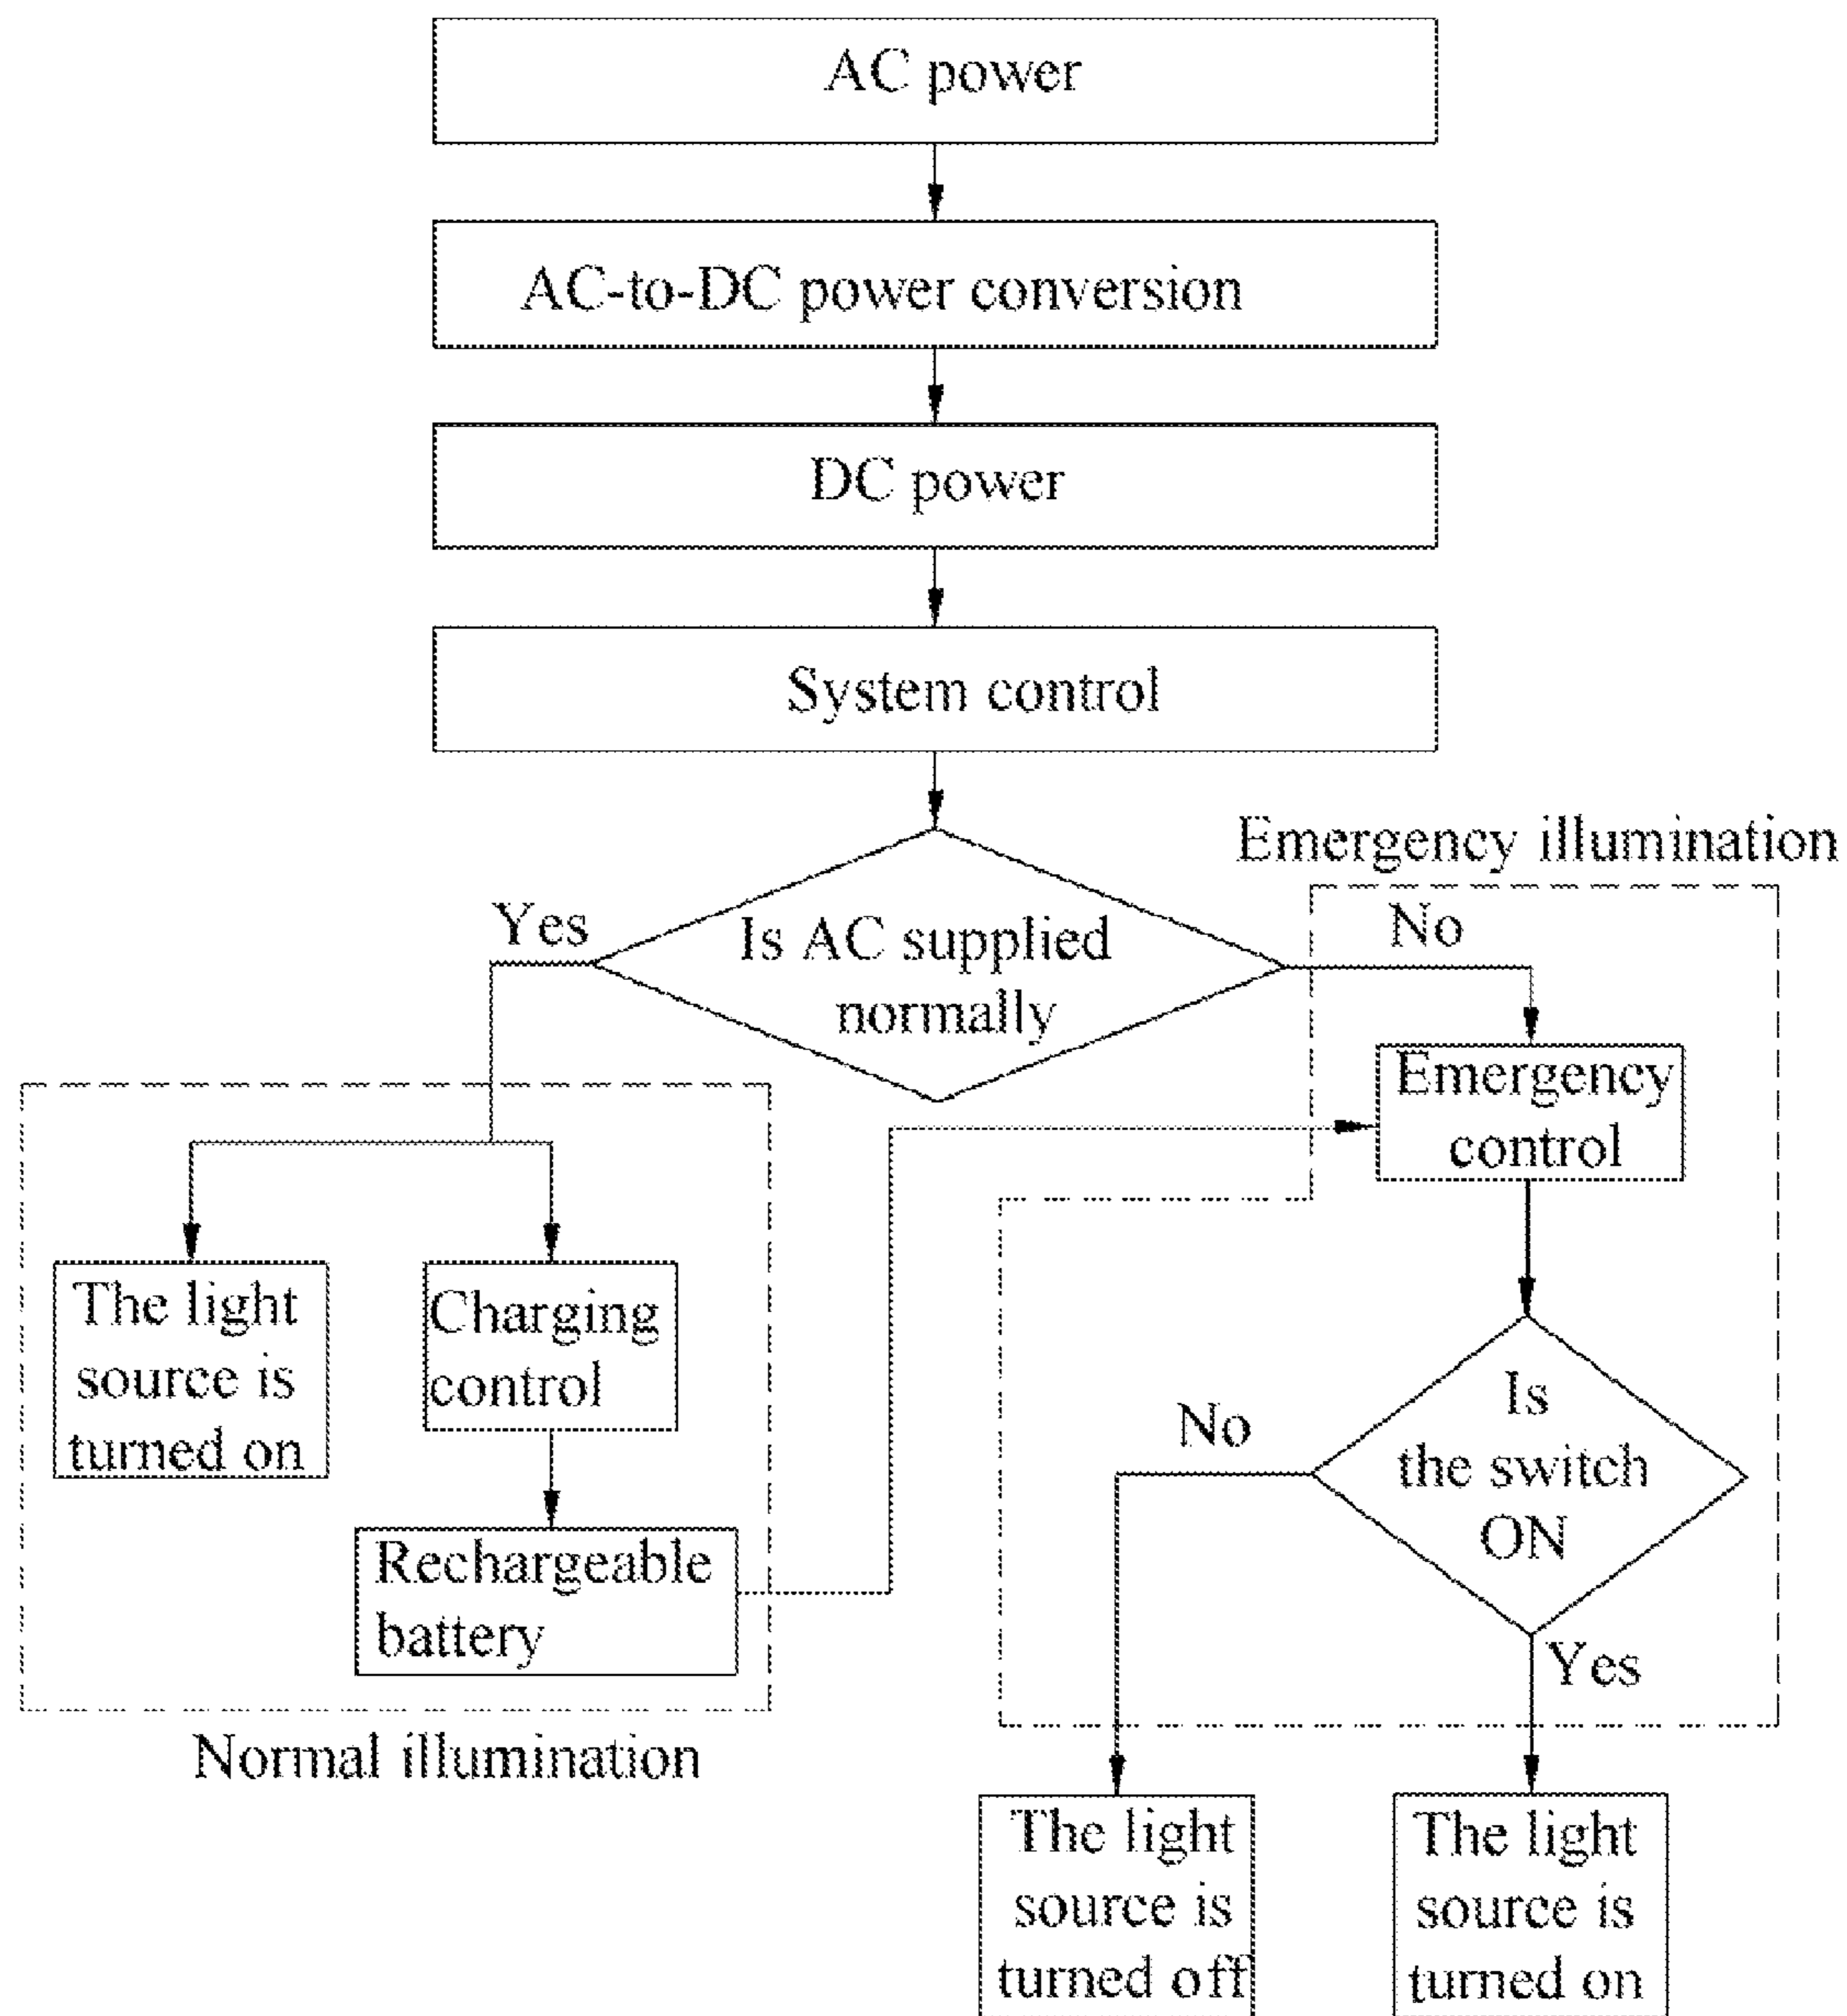 AC power
AC-to-DC power conversion
DC power
System control
Emergency illumination
Yes
Is AC supplied
normally
No
Emergency
control
The light
source is
turned on
Charging
control
Rechargeable
battery
Normal illumination
Is
the switch
ON
No
Yes
The light
source is
turned off
The light
source is
turned on